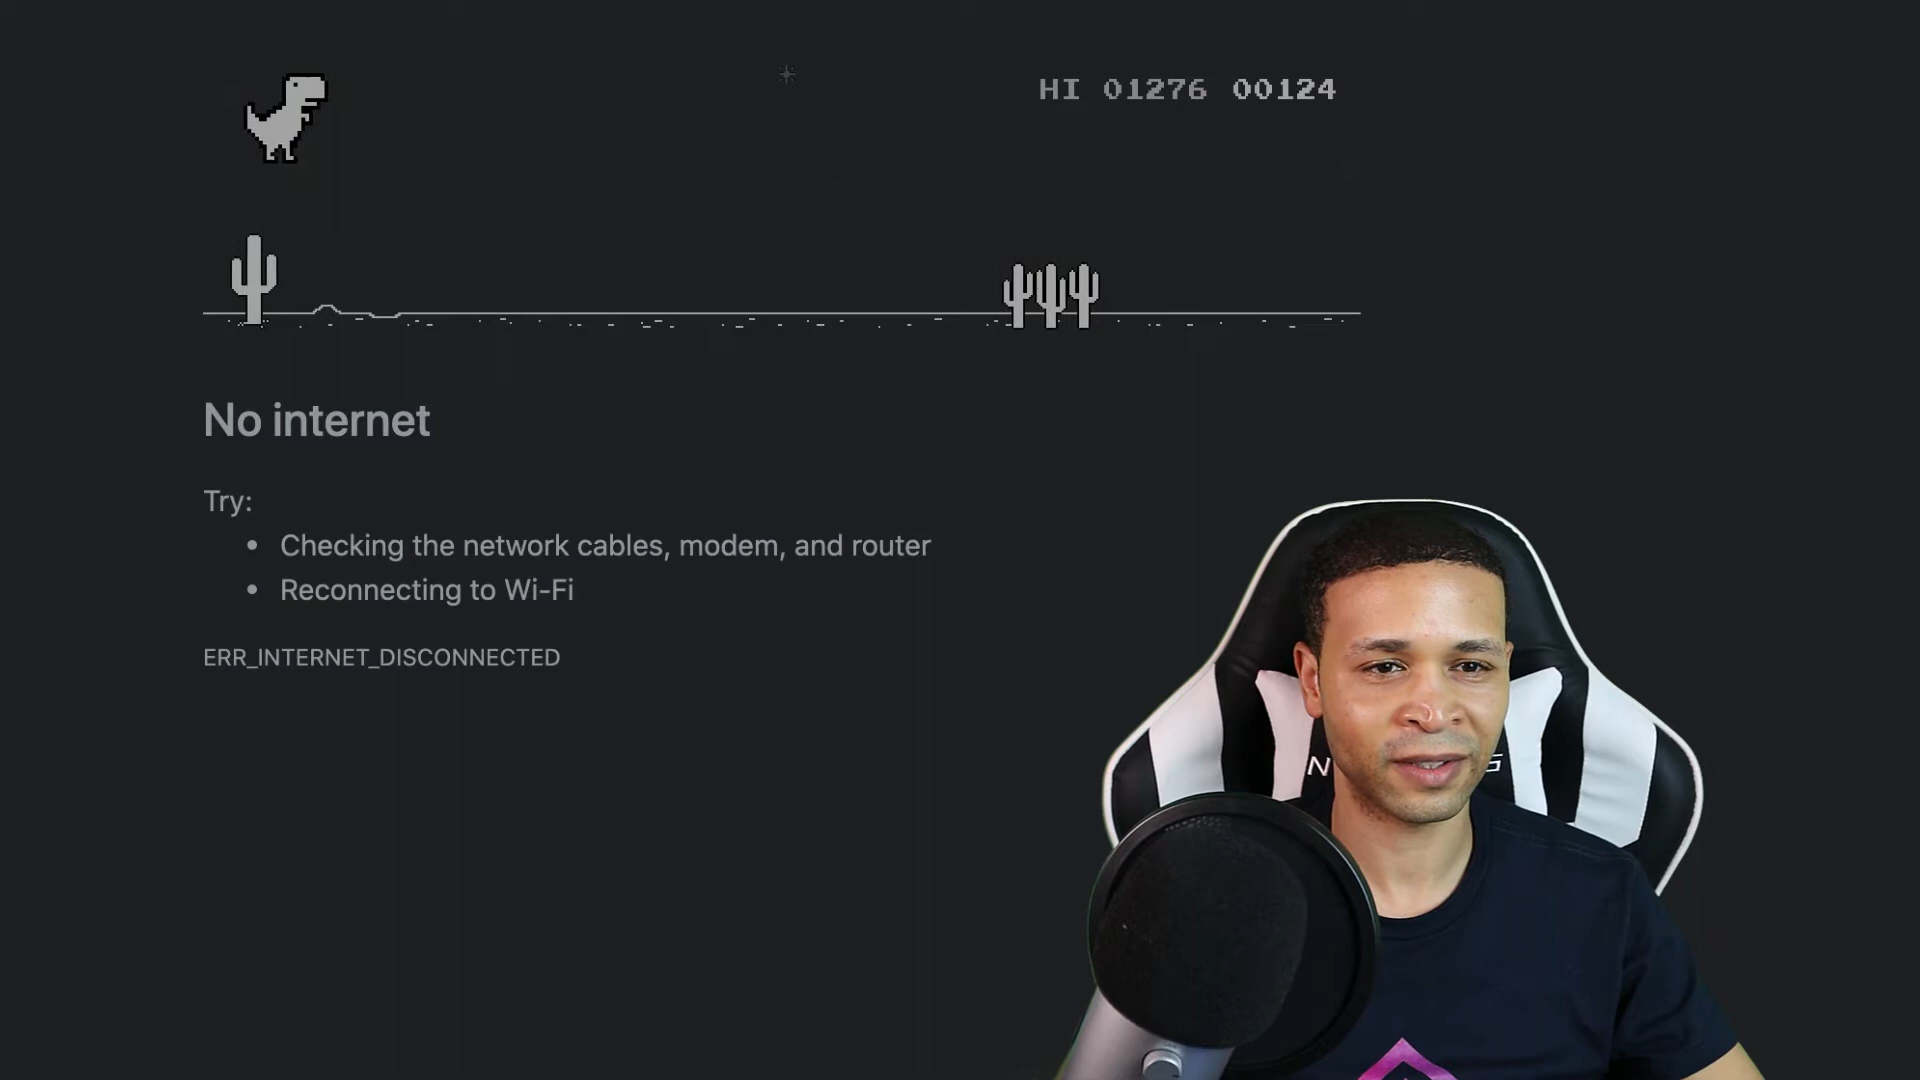 HI 01276 00124
No internet
Try:
• Checking the network cables, modem, and router
• Reconnecting to Wi-Fi
ERR_INTERNET_DISCONNECTED